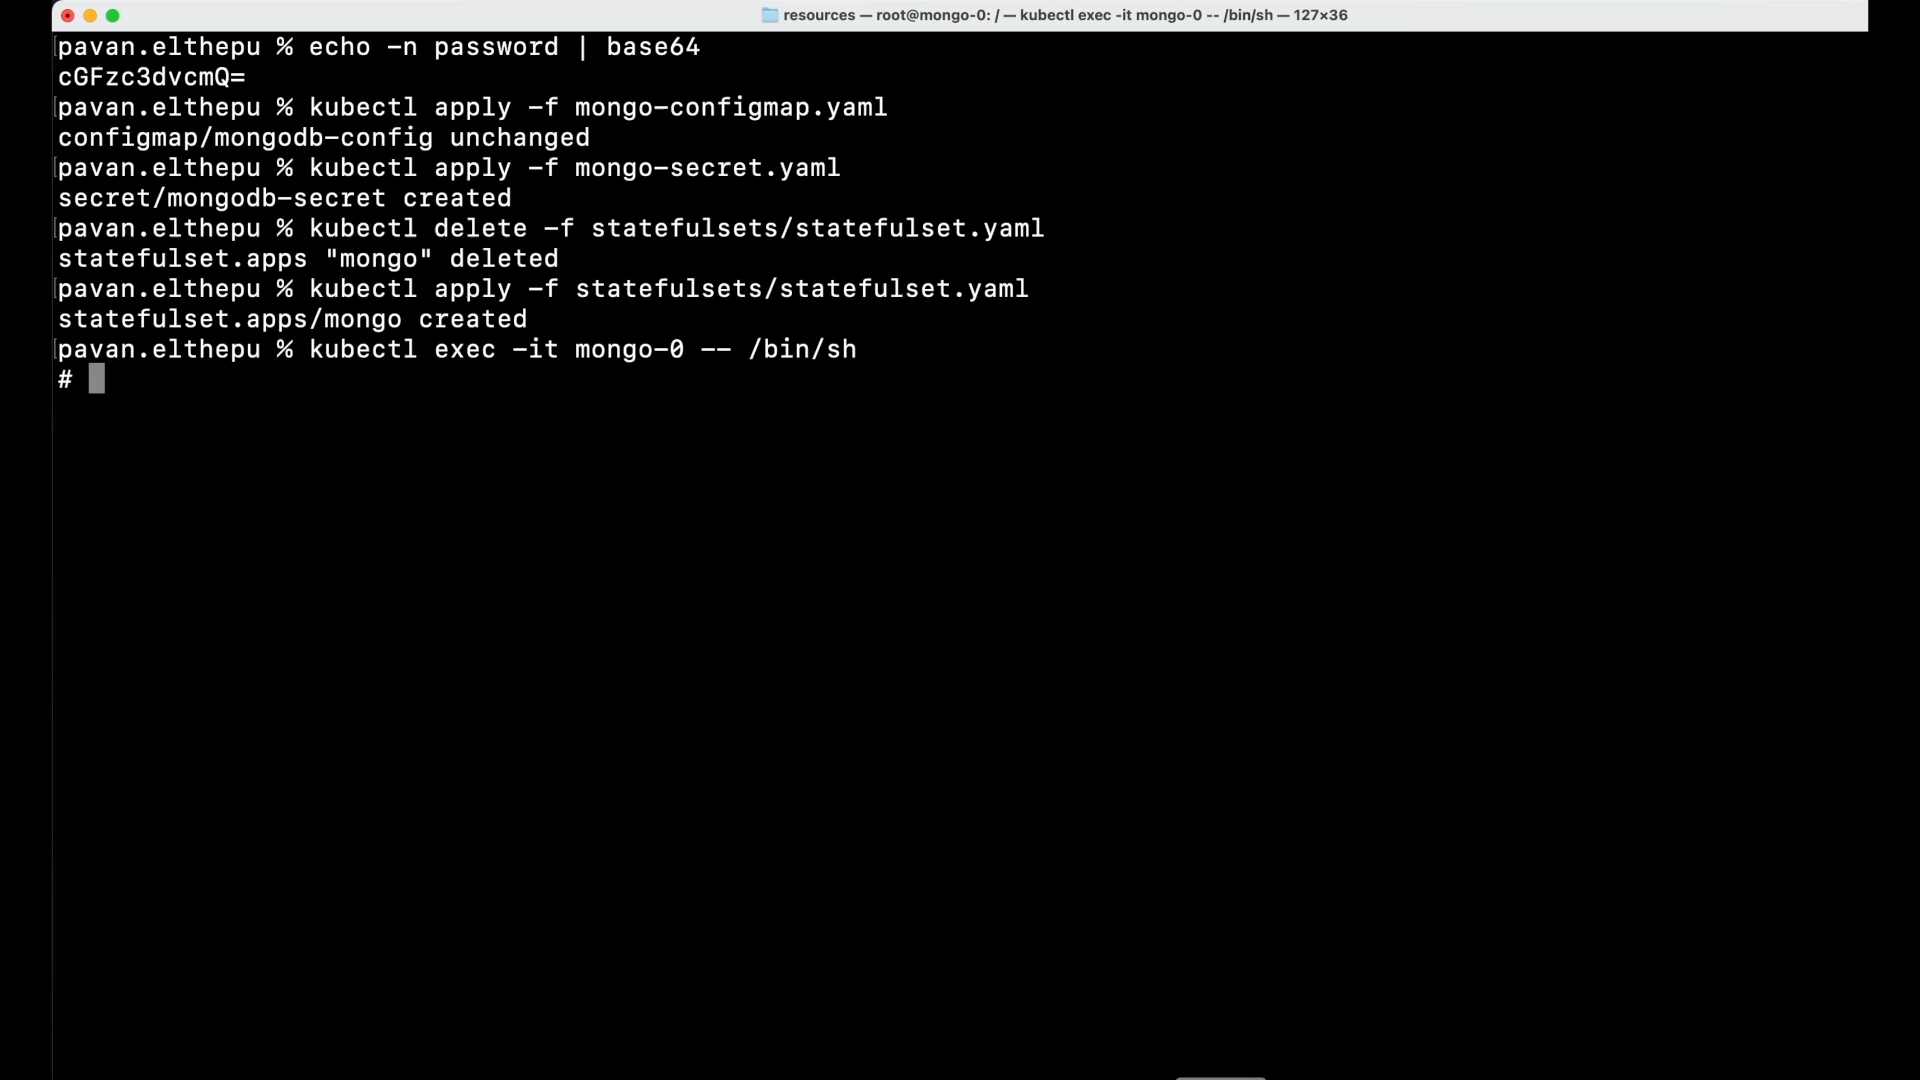 resources — root@mongo-0: / — kubectl exec -it mongo-0 -- /bin/sh — 127×36
pavan.elthepu % echo -n password | base64
cGFzc3dvcmQ=
pavan.elthepu % kubectl apply -f mongo-configmap.yaml
configmap/mongodb-config unchanged
pavan.elthepu % kubectl apply -f mongo-secret.yaml
secret/mongodb-secret created
pavan.elthepu % kubectl delete -f statefulsets/statefulset.yaml
statefulset.apps "mongo" deleted
pavan.elthepu % kubectl apply -f statefulsets/statefulset.yaml
statefulset.apps/mongo created
pavan.elthepu % kubectl exec -it mongo-0 -- /bin/sh
#